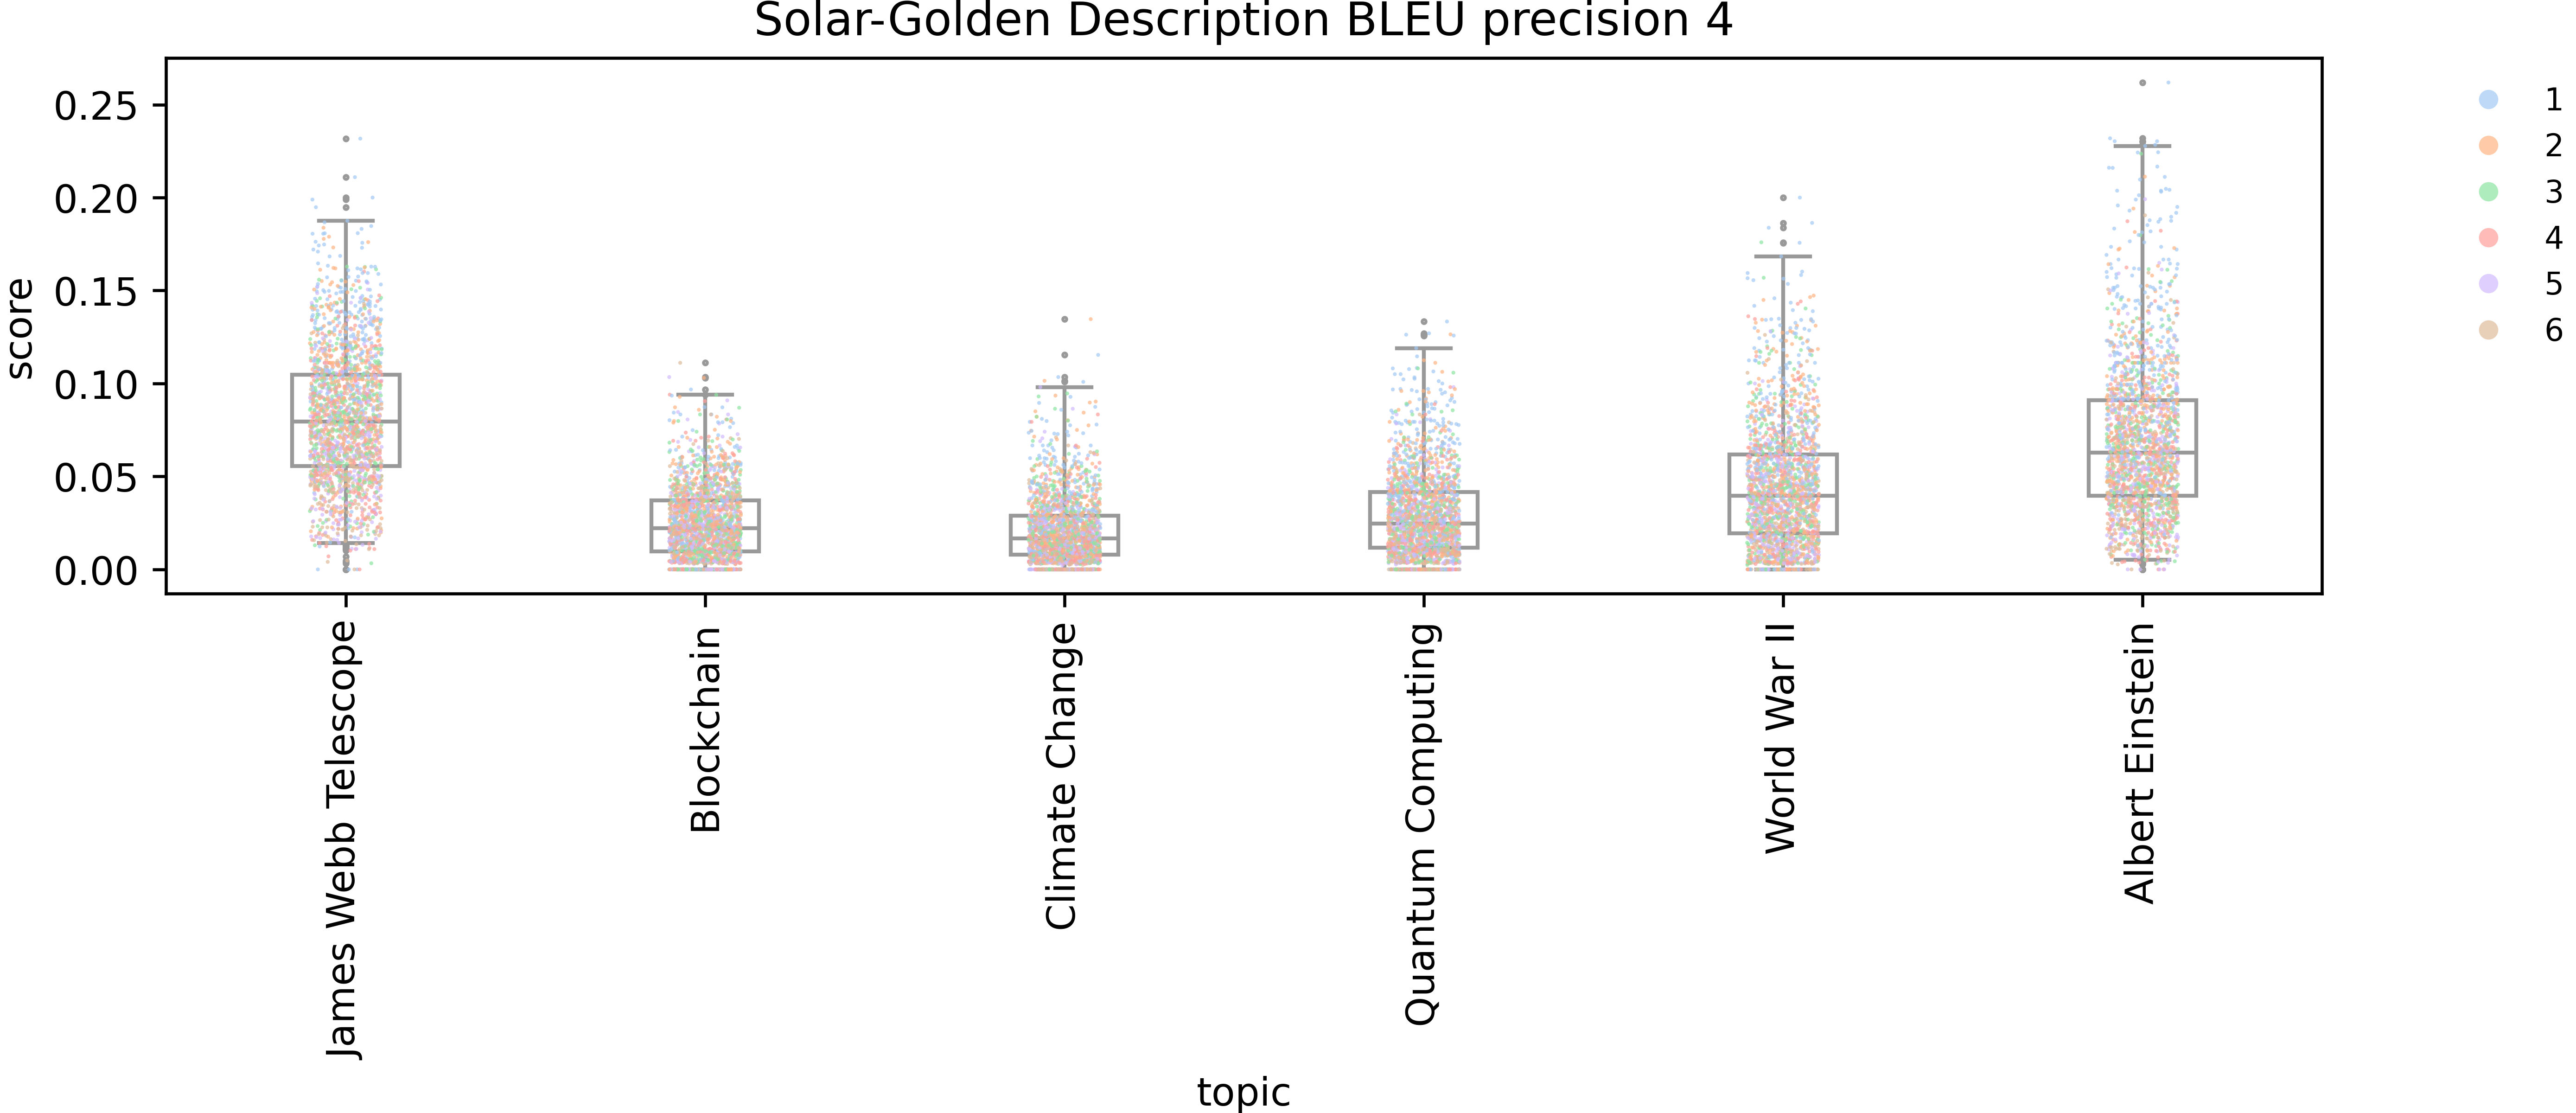 Solar-Golden Description BLEU precision 4
score
0.25
0.20
0.15
0.10
0.05
0.00
James Webb Telescope
Blockchain
Climate Change
Quantum Computing
World War II
Albert Einstein
topic
1
2
3
4
5
6